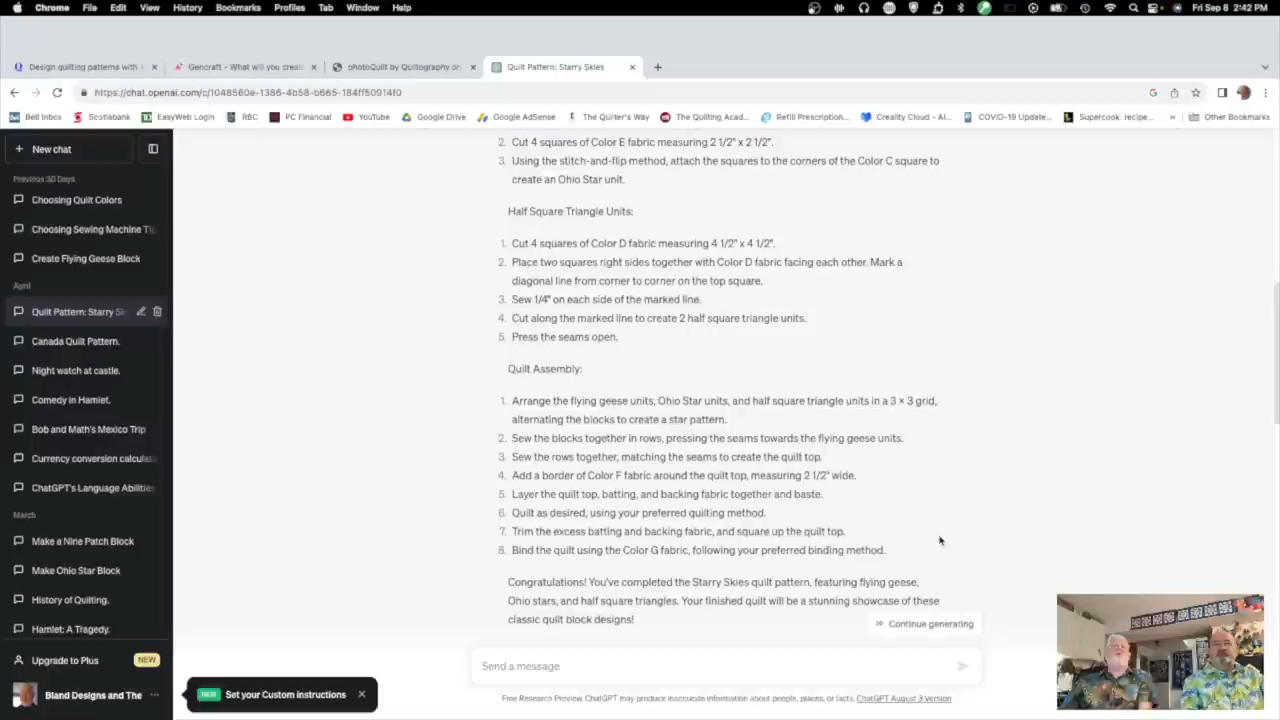 Chrome File Edit View History Bookmarks Profiles Tab Window Help Fri Sep 8 2:42 PM
Design quilting patterns with Gencraft - What will you create photoQuilt by Quiltography on Quilt Pattern: Starry Skies
https://chat.openai.com/c/1048560e-1386-4b58-b665-184ff50914f0
Bell Inbox Scotiabank EasyWeb Login RBC PC Financial YouTube Google Drive Google AdSense The Quilter's Way The Quilting Acad... Refill Prescription... Creality Cloud - Al... COVID-19 Update... Supercook: recipe... » Other Bookmarks
+ New chat
Previous 30 Days
Choosing Quilt Colors
Choosing Sewing Machine Ti
Create Flying Geese Block
April
Quilt Pattern: Starry Sk
Canada Quilt Pattern.
Night watch at castle.
Comedy in Hamlet.
Bob and Math's Mexico Trip
Currency conversion calculat
ChatGPT's Language Abilities
March
Make a Nine Patch Block
Make Ohio Star Block
History of Quilting.
Hamlet: A Tragedy.
Upgrade to Plus NEW
Bland Designs and The ...
2. Cut 4 squares of Color E fabric measuring 2 1/2" x 2 1/2".
3. Using the stitch-and-flip method, attach the squares to the corners of the Color C square to
create an Ohio Star unit.
Half Square Triangle Units:
1. Cut 4 squares of Color D fabric measuring 4 1/2" x 4 1/2".
2. Place two squares right sides together with Color D fabric facing each other. Mark a
diagonal line from corner to corner on the top square.
3. Sew 1/4" on each side of the marked line.
4. Cut along the marked line to create 2 half square triangle units.
5. Press the seams open.
Quilt Assembly:
1. Arrange the flying geese units, Ohio Star units, and half square triangle units in a 3 × 3 grid,
alternating the blocks to create a star pattern.
2. Sew the blocks together in rows, pressing the seams towards the flying geese units.
3. Sew the rows together, matching the seams to create the quilt top.
4. Add a border of Color F fabric around the quilt top, measuring 2 1/2" wide.
5. Layer the quilt top, batting, and backing fabric together and baste.
6. Quilt as desired, using your preferred quilting method.
7. Trim the excess batting and backing fabric, and square up the quilt top.
8. Bind the quilt using the Color G fabric, following your preferred binding method.
Congratulations! You've completed the Starry Skies quilt pattern, featuring flying geese,
Ohio stars, and half square triangles. Your finished quilt will be a stunning showcase of these
classic quilt block designs!
Continue generating
Send a message
NEW Set your Custom instructions
Free Research Preview. ChatGPT may produce inaccurate information about people, places, or facts. ChatGPT August 3 Version